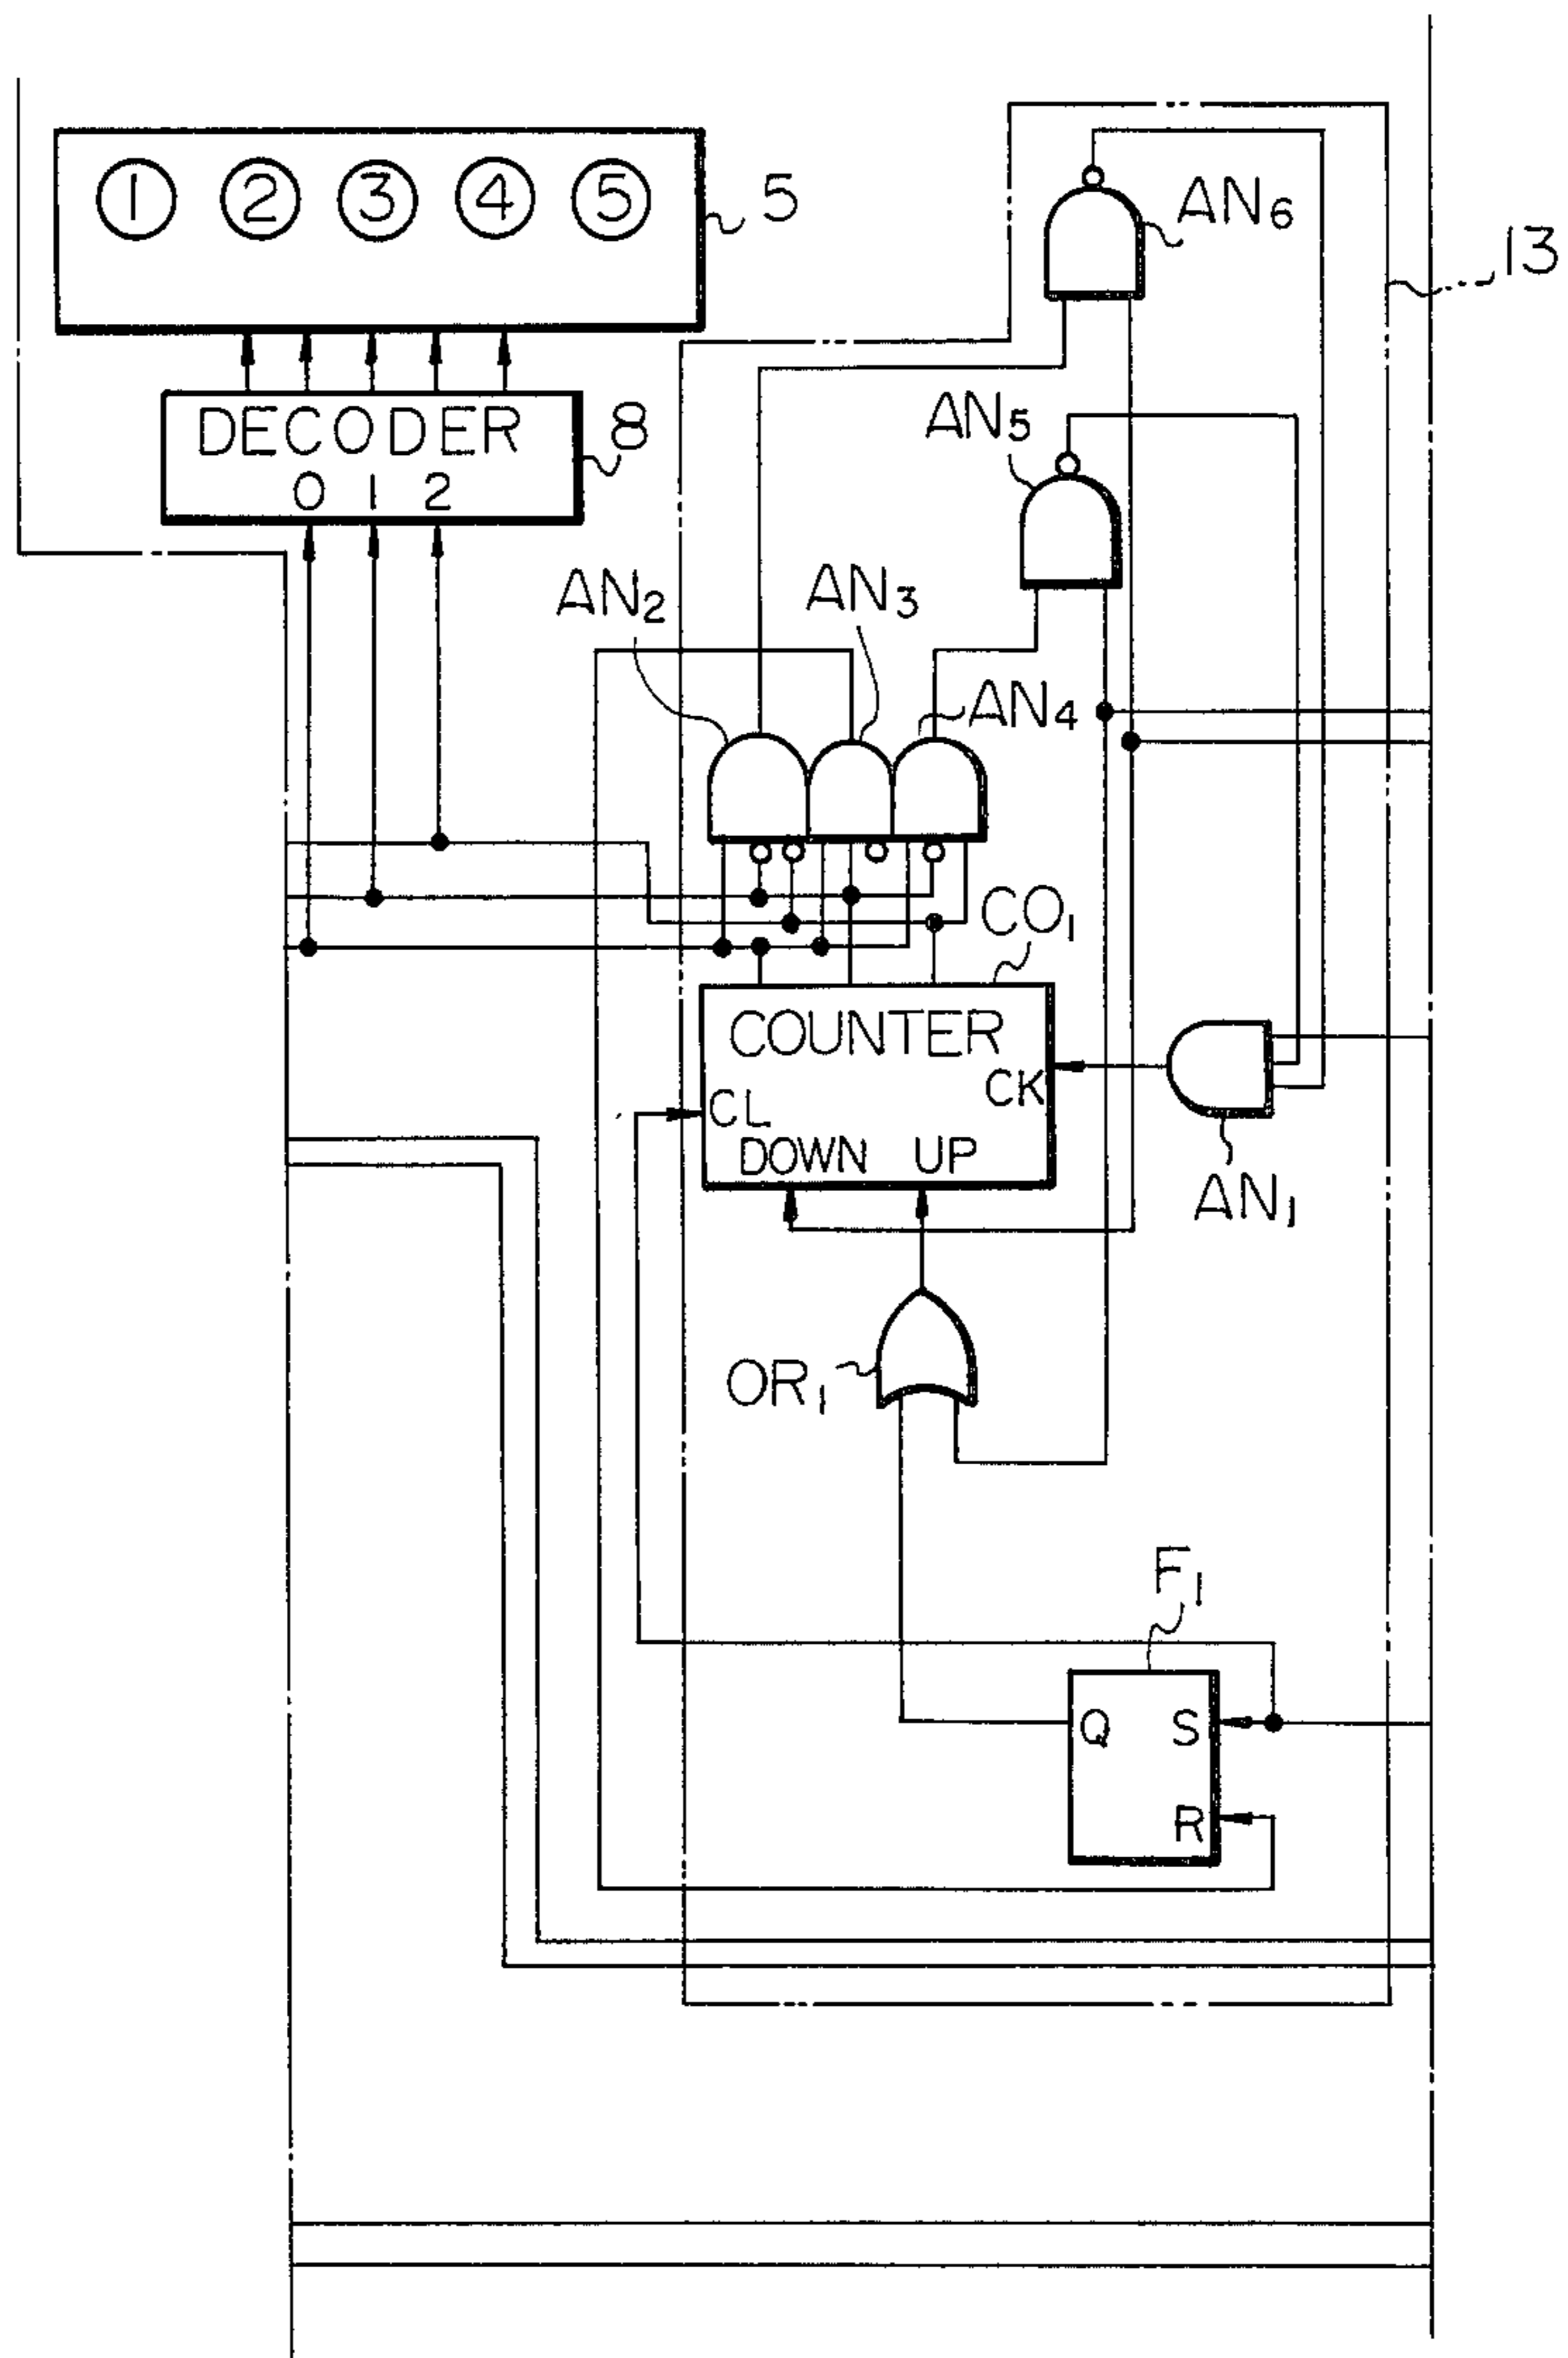 ① ② ③ ④ ⑤
5
AN6
13
DECODER
0 1 2
8
AN5
AN2
AN3
AN4
CO1
COUNTER
CK
CL
DOWN UP
AN1
OR1
F1
Q S
R